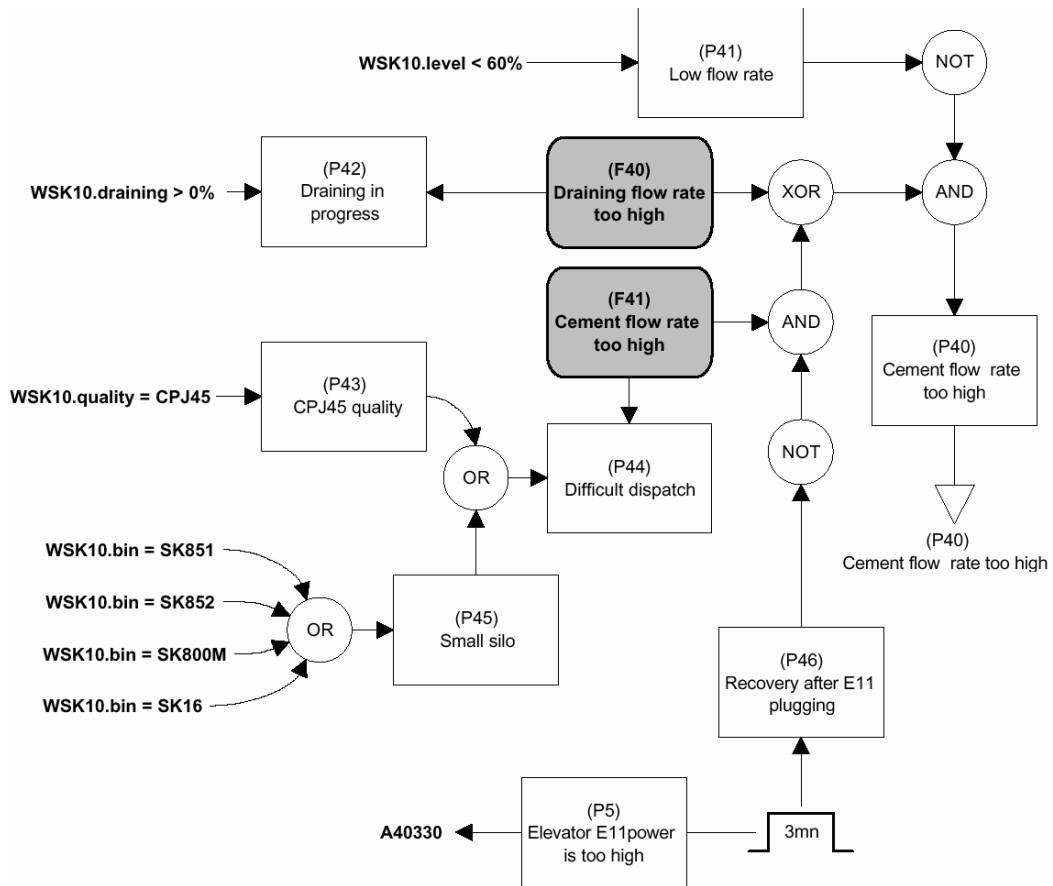 (P41)
Low flow rate
WSK10.level < 60%
NOT
(P42)
Draining in
progress
WSK10.draining > 0%
(F40)
Draining flow rate
too high
XOR
AND
(F41)
Cement flow rate
too high
AND
(P40)
Cement flow rate
too high
(P43)
CPJ45 quality
WSK10.quality = CPJ45
OR
(P44)
Difficult dispatch
NOT
(P40)
Cement flow rate too high
WSK10.bin = SK851
WSK10.bin = SK852
WSK10.bin = SK800M
WSK10.bin = SK16
OR
(P45)
Small silo
(P46)
Recovery after E11
plugging
A40330
(P5)
Elevator E11power
is too high
3mn